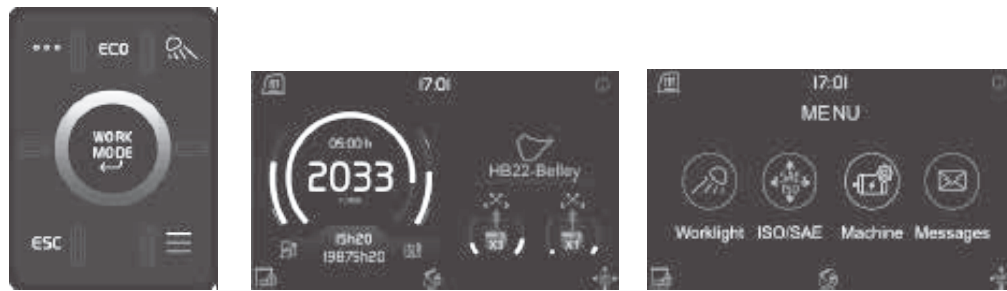 ECO
WORK
MODE
ESC
17:01
05:00 h
2033
HB22-Belley
15h20
19875h20
17:01
MENU
Worklight
ISO/SAE
Machine
Messages